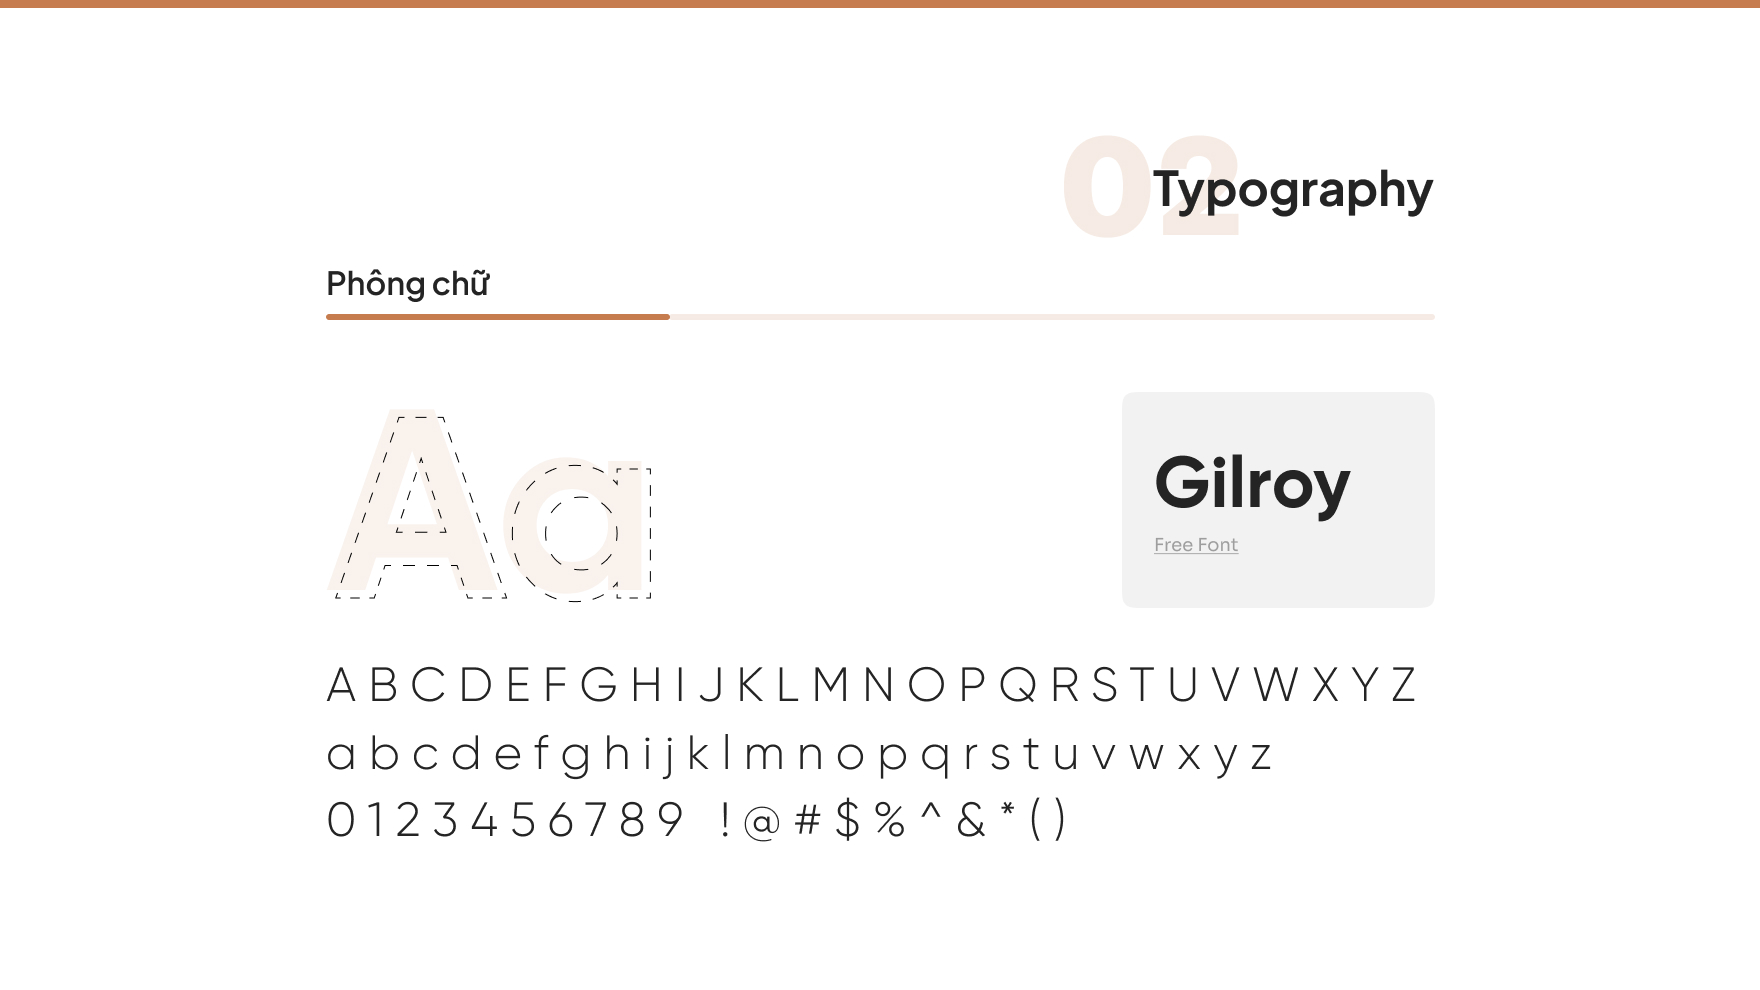 02
Typography
Phông chữ
Aa
Gilroy
Free Font
A B C D E F G H I J K L M N O P Q R S T U V W X Y Z
a b c d e f g h i j k l m n o p q r s t u v w x y z
0 1 2 3 4 5 6 7 8 9 ! @ # $ % ^ & * ( )